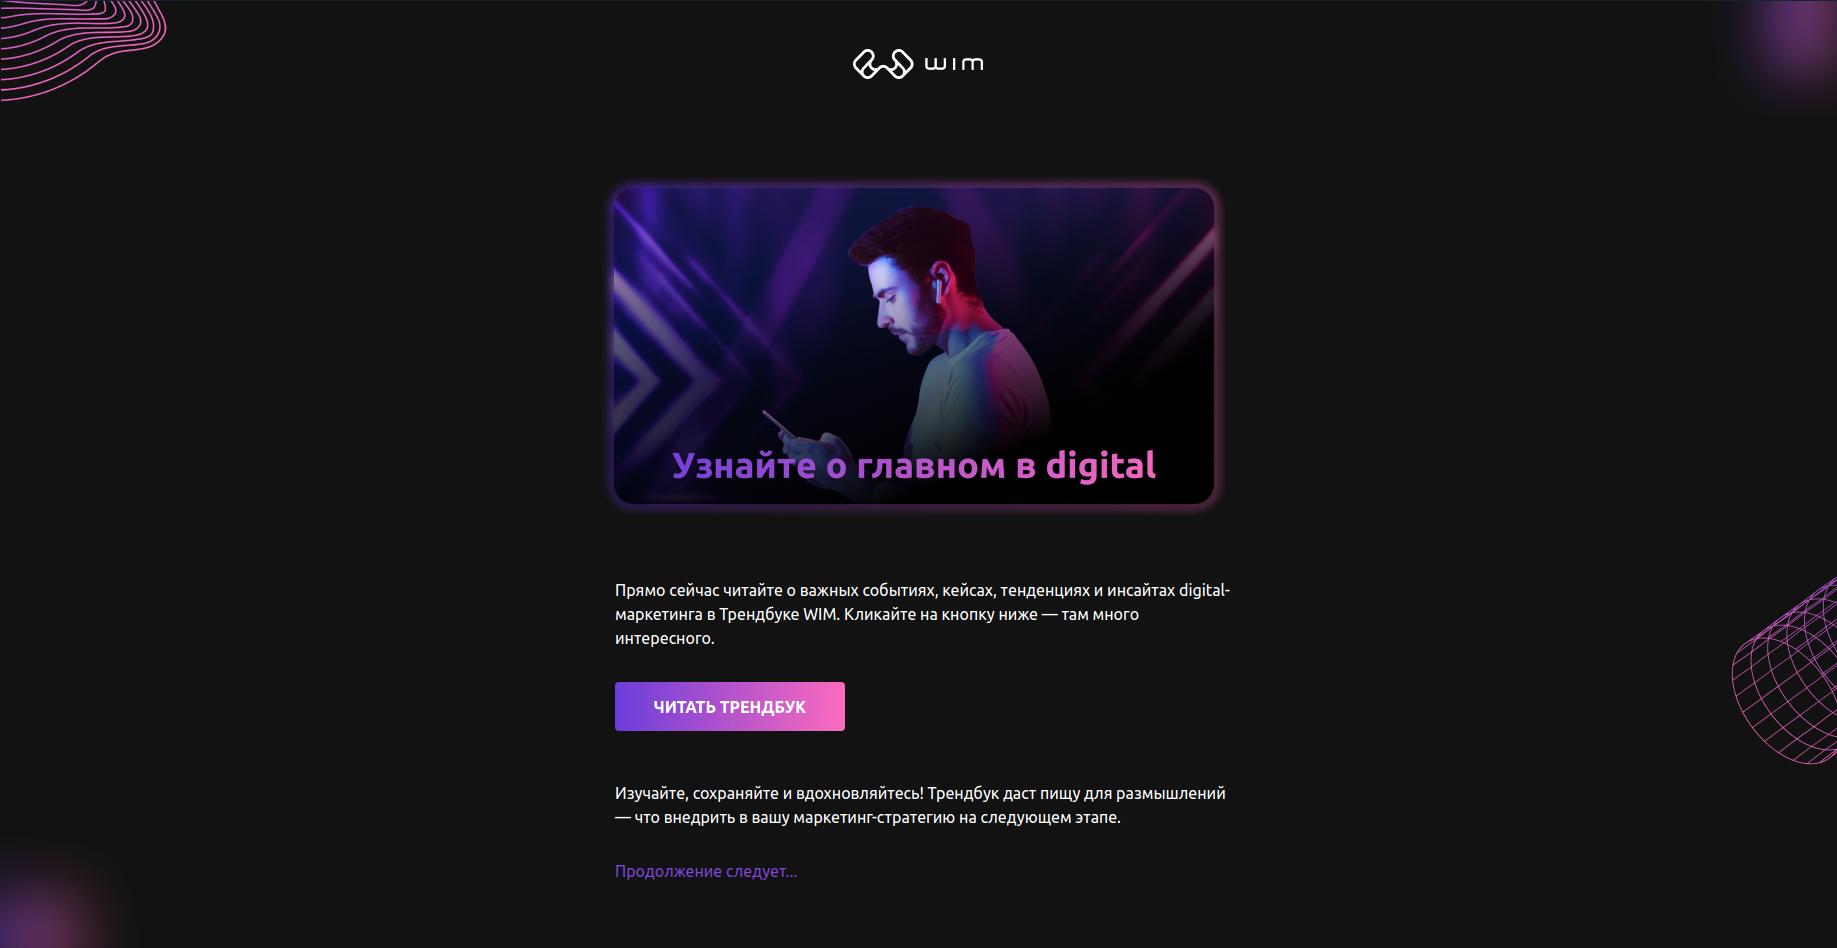 wim
Узнайте о главном в digital
Прямо сейчас читайте о важных событиях, кейсах, тенденциях и инсайтах digital-
маркетинга в Трендбуке WIM. Кликайте на кнопку ниже — там много
интересного.
ЧИТАТЬ ТРЕНДБУК
Изучайте, сохраняйте и вдохновляйтесь! Трендбук даст пищу для размышлений
— что внедрить в вашу маркетинг-стратегию на следующем этапе.
Продолжение следует...